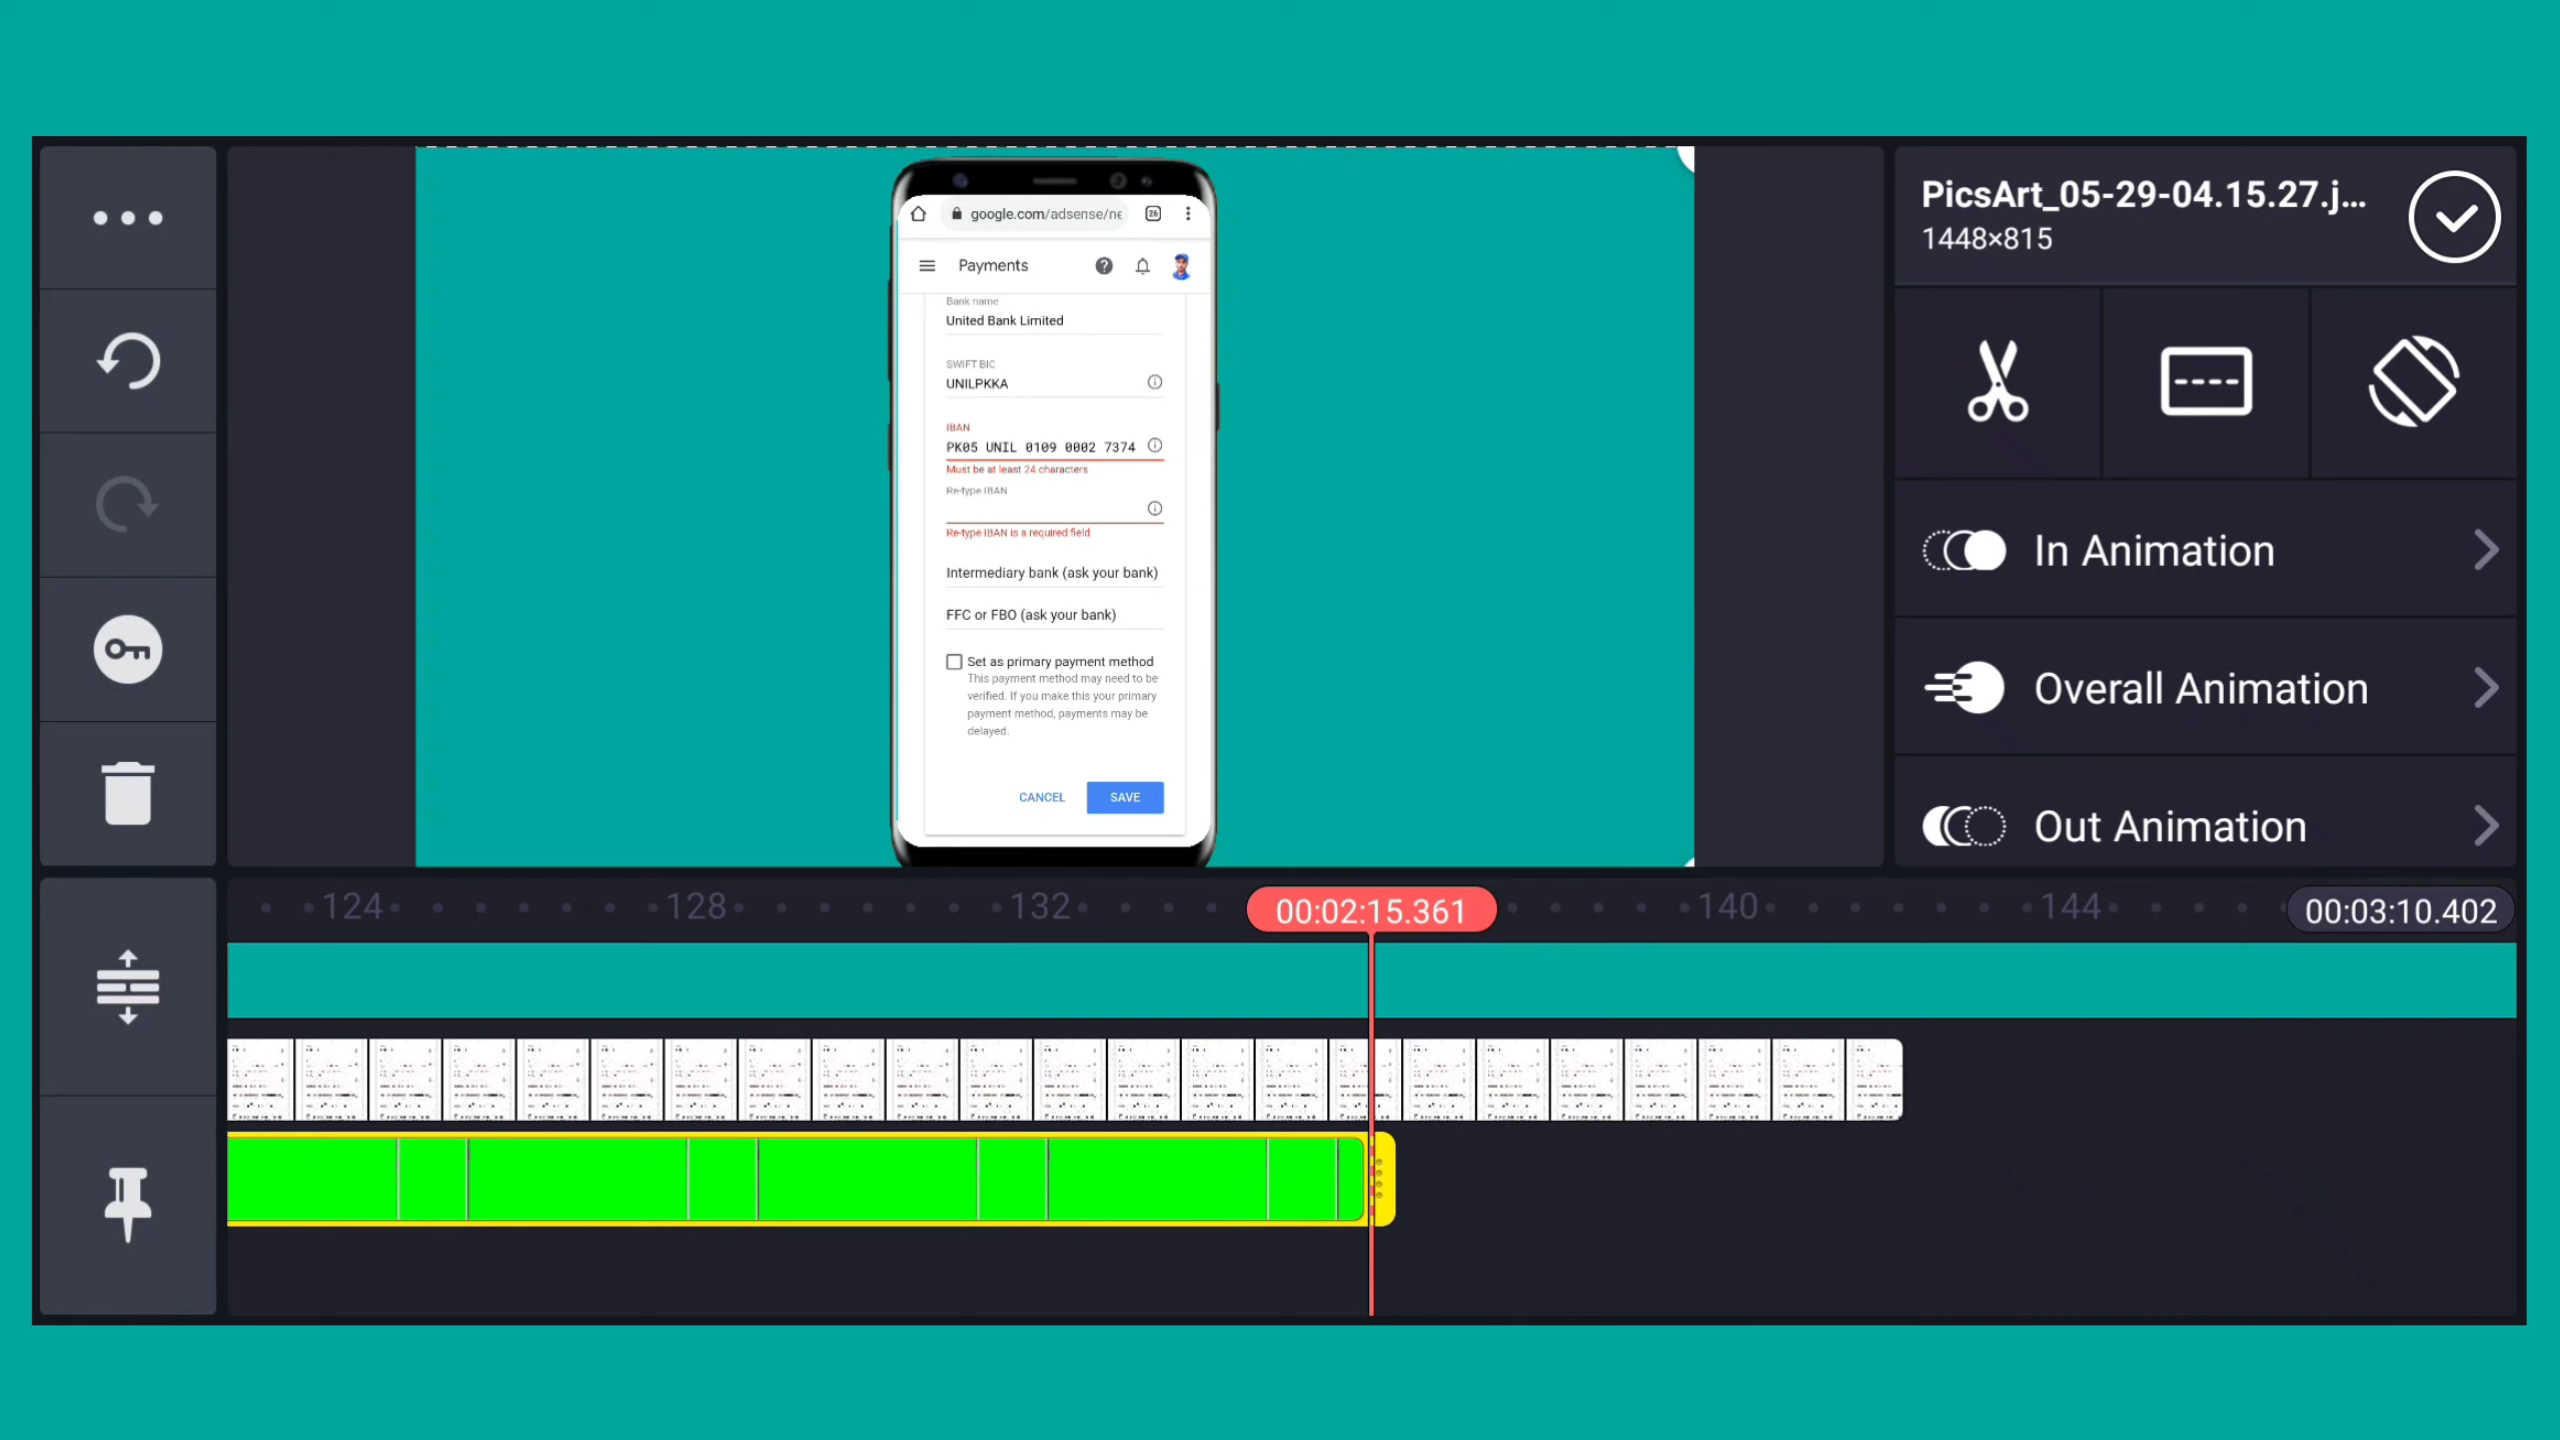 PicsArt_05-29-04.15.27.j...
1448×815
google.com/adsense/ne
26
Payments
Bank name
United Bank Limited
SWIFT BIC
UNILPKKA
IBAN
PK05 UNIL 0109 0002 7374
Must be at least 24 characters
Re-type IBAN
Re-type IBAN is a required field
Intermediary bank (ask your bank)
FFC or FBO (ask your bank)
Set as primary payment method
This payment method may need to be
verified. If you make this your primary
payment method, payments may be
delayed.
CANCEL
SAVE
In Animation
Overall Animation
Out Animation
124
128
132
00:02:15.361
140
144
00:03:10.402